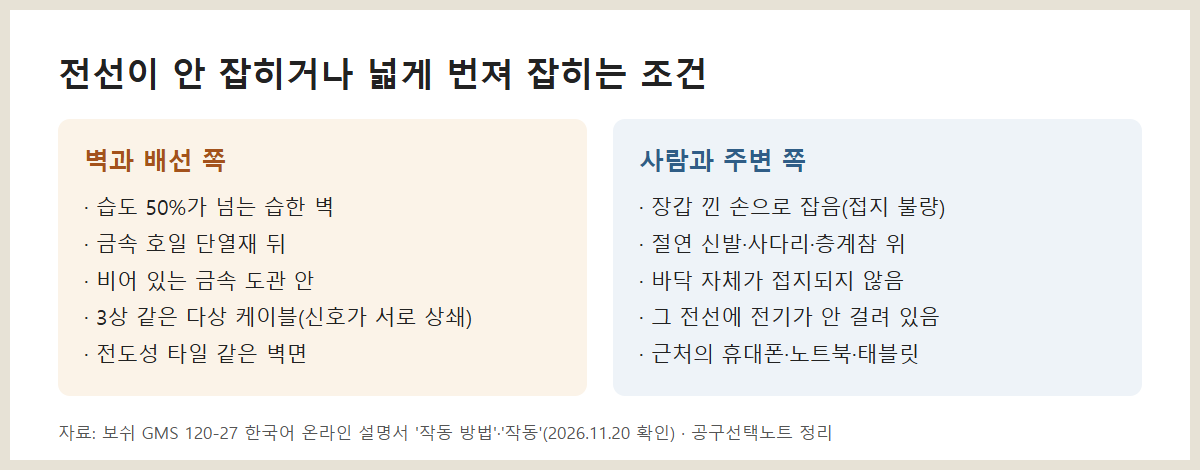 전선이 안 잡히거나 넓게 번져 잡히는 조건
벽과 배선 쪽
· 습도 50%가 넘는 습한 벽
· 금속 호일 단열재 뒤
· 비어 있는 금속 도관 안
· 3상 같은 다상 케이블(신호가 서로 상쇄)
· 전도성 타일 같은 벽면
사람과 주변 쪽
· 장갑 낀 손으로 잡음(접지 불량)
· 절연 신발·사다리·층계참 위
· 바닥 자체가 접지되지 않음
· 그 전선에 전기가 안 걸려 있음
· 근처의 휴대폰·노트북·태블릿
자료: 보쉬 GMS 120-27 한국어 온라인 설명서 '작동 방법'·'작동'(2026.11.20 확인) · 공구선택노트 정리